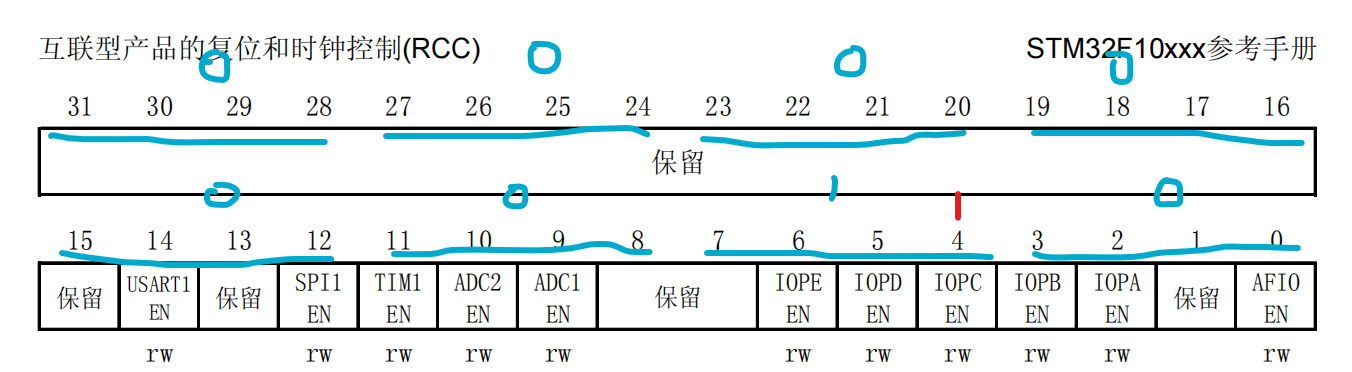 互联型产品的复位和时钟控制(RCC) STM32F10xxx参考手册
0 0 0 0
31 30 29 28 27 26 25 24 23 22 21 20 19 18 17 16
保留
0 0 1 0
15 14 13 12 11 10 9 8 7 6 5 4 3 2 1 0
保留 USART1 EN 保留 SPI1 EN TIM1 EN ADC2 EN ADC1 EN 保留 IOPE EN IOPD EN IOPC EN IOPB EN IOPA EN 保留 AFIO EN
rw rw rw rw rw rw rw rw rw rw rw